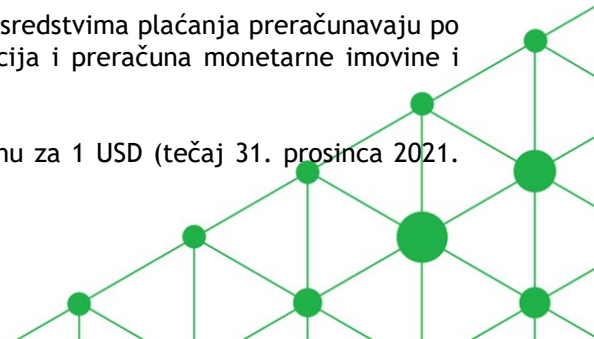 sredstvima plaćanja preračunavaju po
cija i preračuna monetarne imovine i
nu za 1 USD (tečaj 31. prosinca 2021.